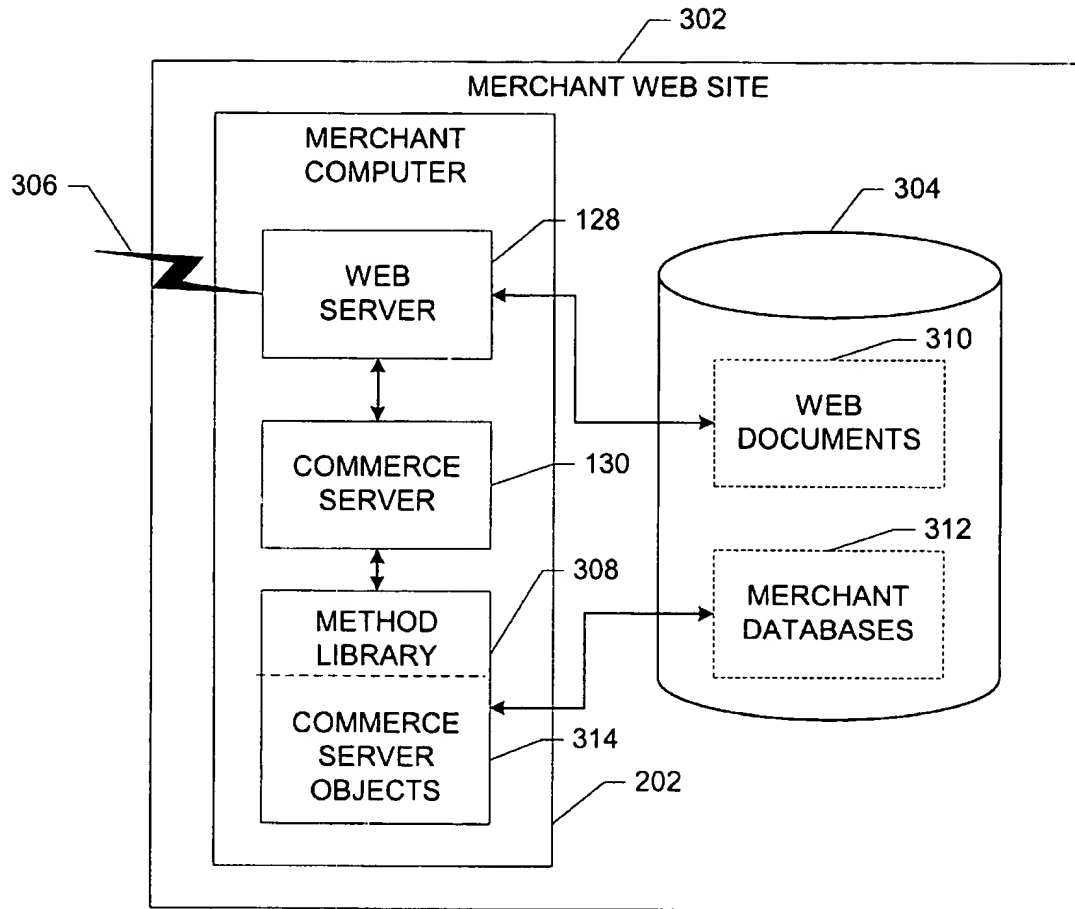 302
MERCHANT WEB SITE
MERCHANT
COMPUTER
306
128
304
WEB
SERVER
310
WEB
DOCUMENTS
COMMERCE
SERVER
130
312
308
METHOD
LIBRARY
MERCHANT
DATABASES
COMMERCE
SERVER
OBJECTS
314
202